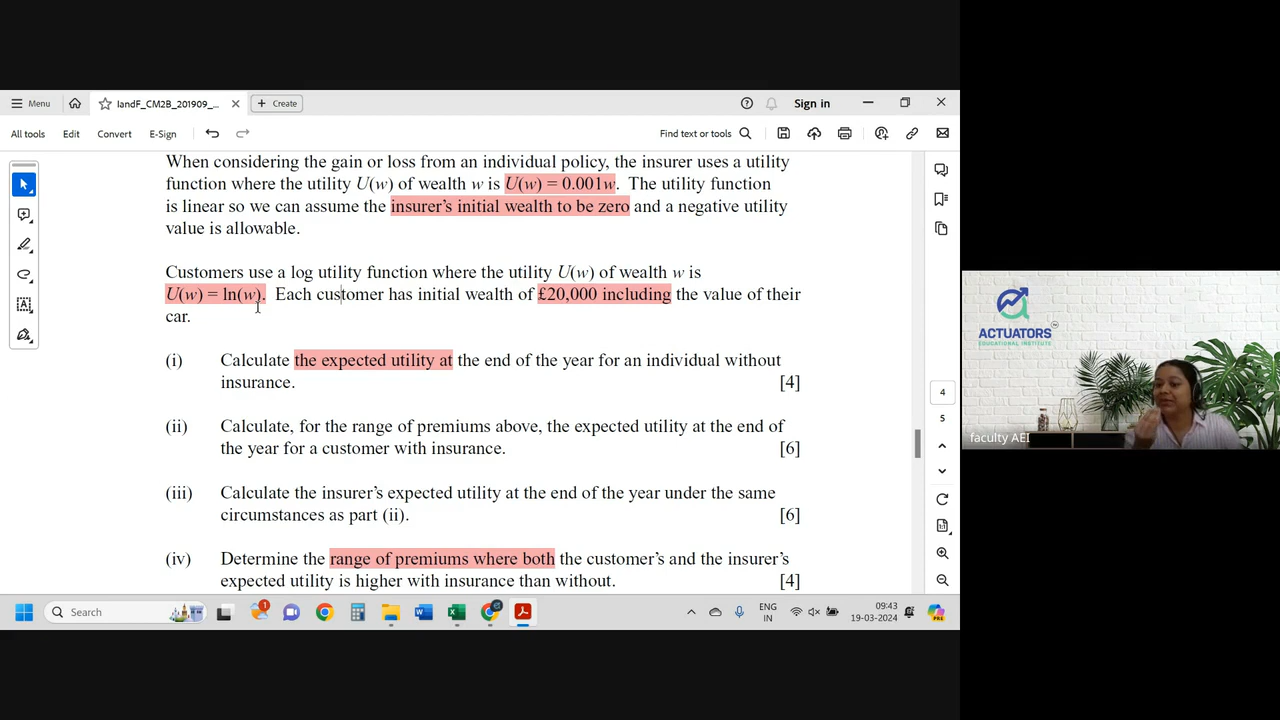 Menu
IandF_CM2B_201909_...
Create
Sign in
All tools
Edit
Convert
E-Sign
Find text or tools
When considering the gain or loss from an individual policy, the insurer uses a utility
function where the utility U(w) of wealth w is U(w) = 0.001w. The utility function
is linear so we can assume the insurer's initial wealth to be zero and a negative utility
value is allowable.
Customers use a log utility function where the utility U(w) of wealth w is
U(w) = ln(w). Each customer has initial wealth of £20,000 including the value of their
car.
(i) Calculate the expected utility at the end of the year for an individual without
insurance. [4]
(ii) Calculate, for the range of premiums above, the expected utility at the end of
the year for a customer with insurance. [6]
(iii) Calculate the insurer's expected utility at the end of the year under the same
circumstances as part (ii). [6]
(iv) Determine the range of premiums where both the customer's and the insurer's
expected utility is higher with insurance than without. [4]
4
5
ACTUATORS
EDUCATIONAL INSTITUTE
faculty AEI
Search
1
ENG
IN
09:43
19-03-2024